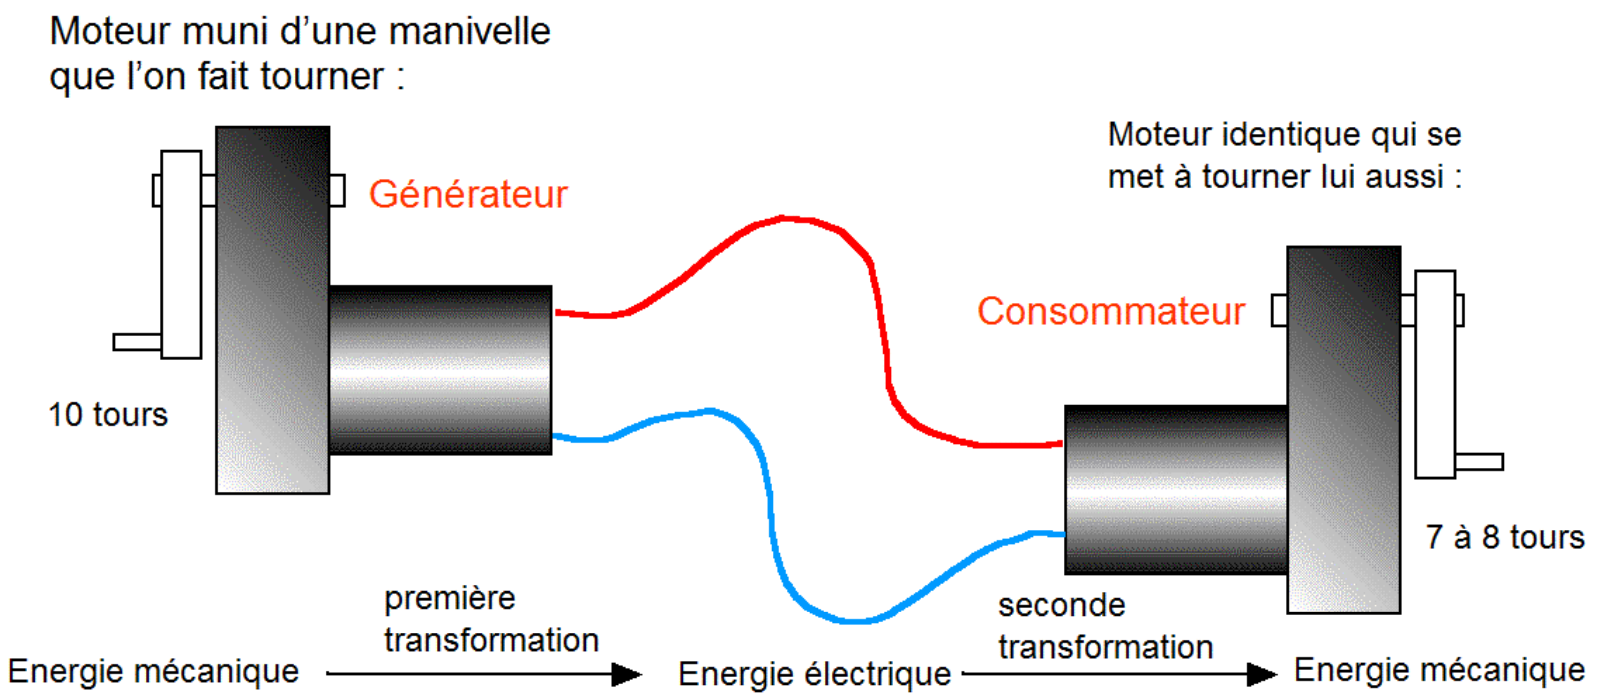 Moteur muni d’une manivelle
que l’on fait tourner :
Générateur
Moteur identique qui se
met à tourner lui aussi :
Consommateur
10 tours
7 à 8 tours
première
transformation
seconde
transformation
Energie mécanique
Energie électrique
Energie mécanique